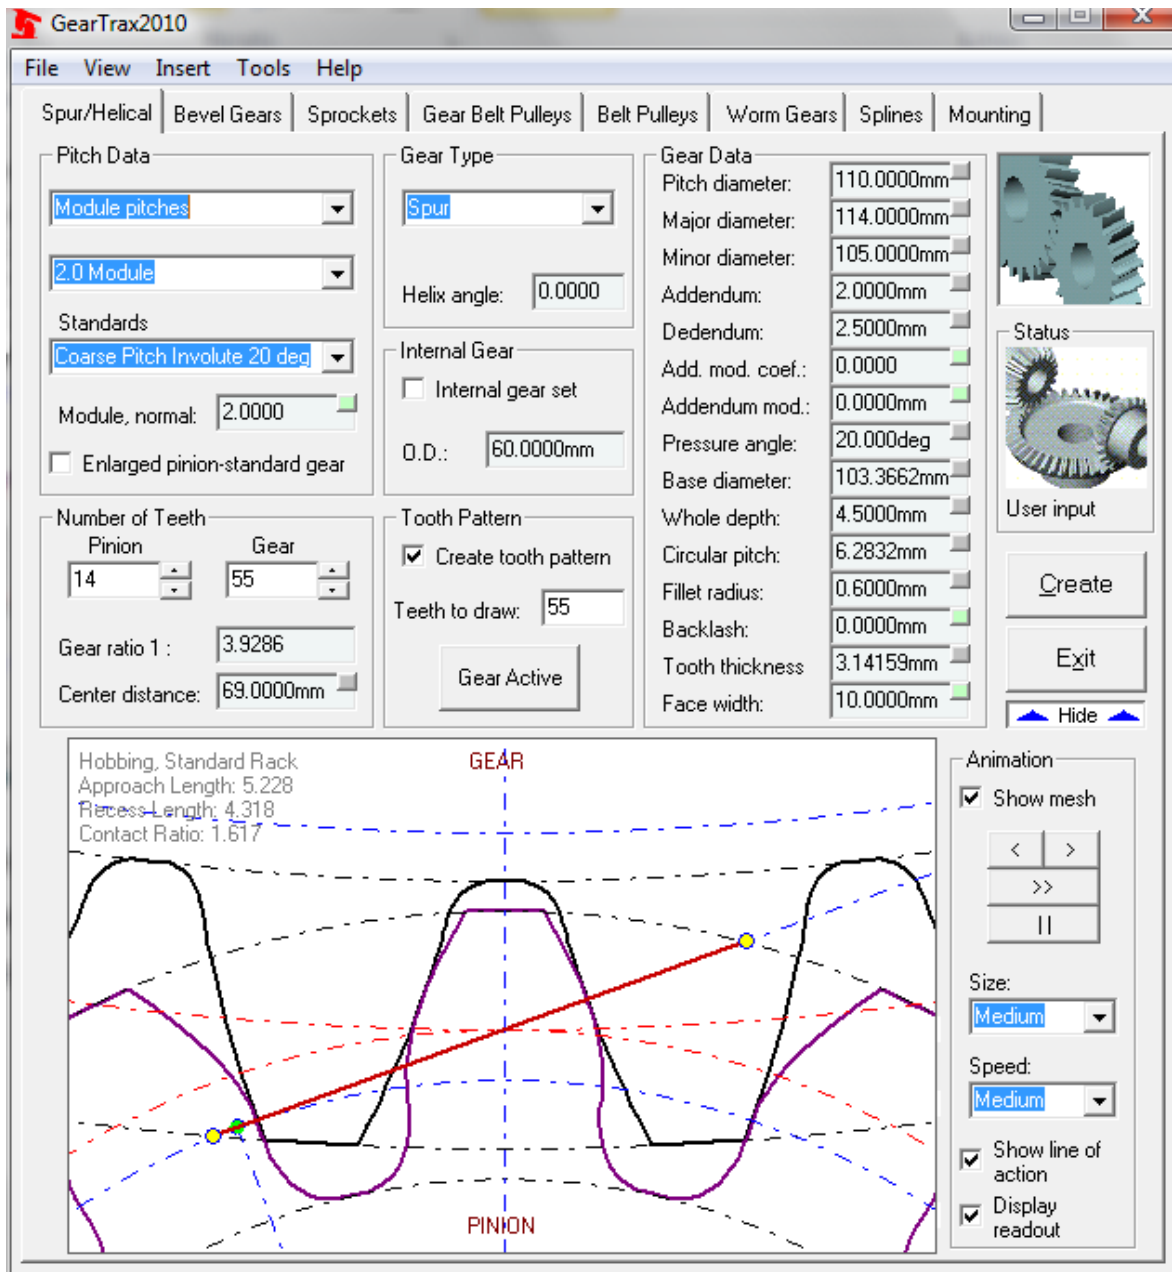 GearTrax2010
X
File View Insert Tools Help
Spur/Helical Bevel Gears Sprockets Gear Belt Pulleys Belt Pulleys Worm Gears Splines Mounting
Pitch Data
Module pitches
2.0 Module
Standards
Coarse Pitch Involute 20 deg
Module, normal: 2.0000
Enlarged pinion-standard gear
Number of Teeth
Pinion Gear
14 55
Gear ratio 1 : 3.9286
Center distance: 69.0000mm
Gear Type
Spur
Helix angle: 0.0000
Internal Gear
Internal gear set
O.D.: 60.0000mm
Tooth Pattern
Create tooth pattern
Teeth to draw: 55
Gear Active
Gear Data
Pitch diameter: 110.0000mm
Major diameter: 114.0000mm
Minor diameter: 105.0000mm
Addendum: 2.0000mm
Dedendum: 2.5000mm
Add. mod. coef.: 0.0000
Addendum mod.: 0.0000mm
Pressure angle: 20.000deg
Base diameter: 103.3662mm
Whole depth: 4.5000mm
Circular pitch: 6.2832mm
Fillet radius: 0.6000mm
Backlash: 0.0000mm
Tooth thickness 3.14159mm
Face width: 10.0000mm
Status
User input
Create
Exit
Hide
Hobbing, Standard Rack
Approach Length: 5.228
Recess Length: 4.318
Contact Ratio: 1.617
GEAR
PINION
Animation
Show mesh
< >
>>
||
Size:
Medium
Speed:
Medium
Show line of
action
Display
readout